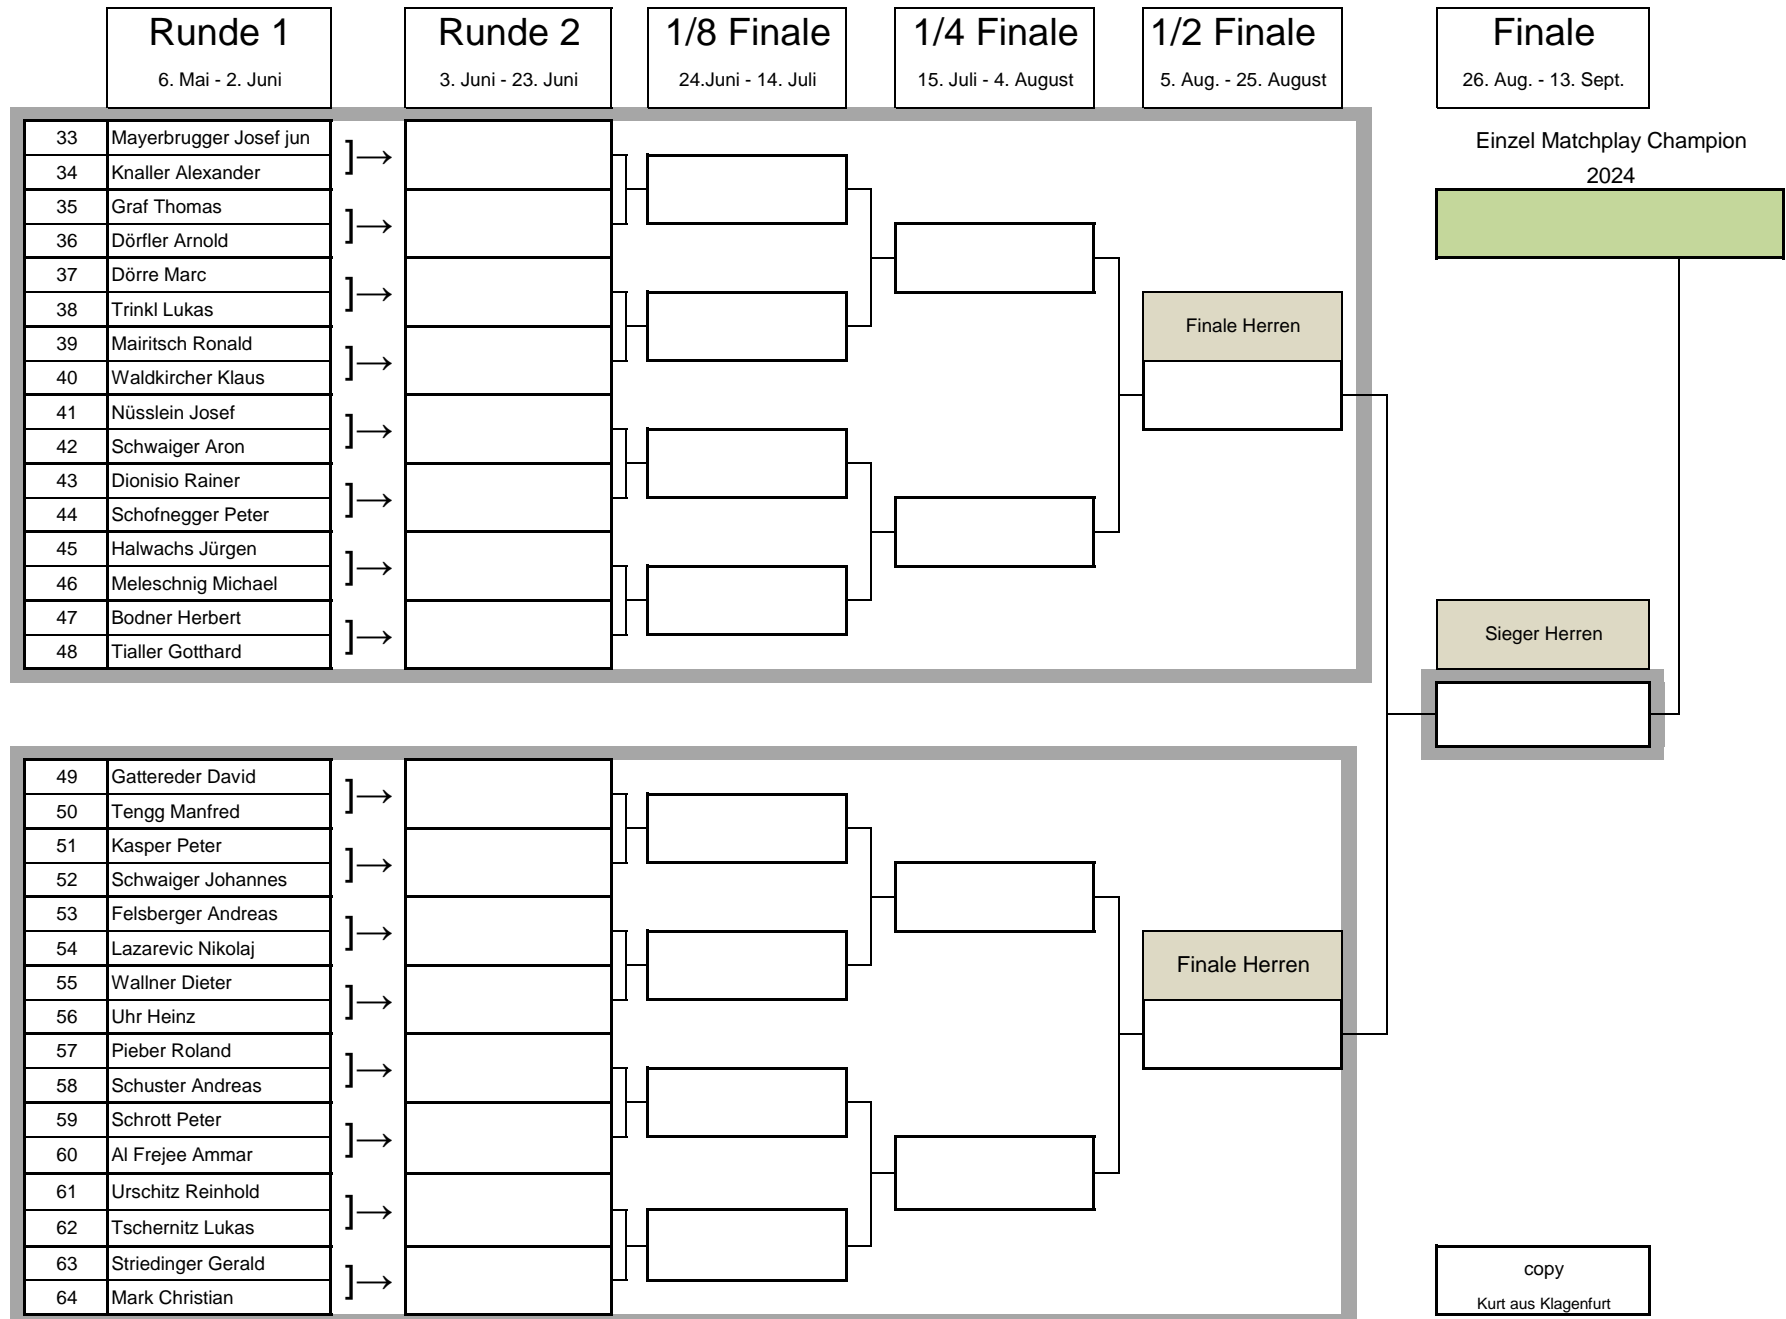 Runde 1
6. Mai - 2. Juni
Runde 2
3. Juni - 23. Juni
1/8 Finale
24.Juni - 14. Juli
1/4 Finale
15. Juli - 4. August
1/2 Finale
5. Aug. - 25. August
Finale
26. Aug. - 13. Sept.
Einzel Matchplay Champion
2024
33 Mayerbrugger Josef jun
34 Knaller Alexander
35 Graf Thomas
36 Dörfler Arnold
37 Dörre Marc
38 Trinkl Lukas
39 Mairitsch Ronald
40 Waldkircher Klaus
41 Nüsslein Josef
42 Schwaiger Aron
43 Dionisio Rainer
44 Schofnegger Peter
45 Halwachs Jürgen
46 Meleschnig Michael
47 Bodner Herbert
48 Tialler Gotthard
Finale Herren
Sieger Herren
49 Gattereder David
50 Tengg Manfred
51 Kasper Peter
52 Schwaiger Johannes
53 Felsberger Andreas
54 Lazarevic Nikolaj
55 Wallner Dieter
56 Uhr Heinz
57 Pieber Roland
58 Schuster Andreas
59 Schrott Peter
60 Al Frejee Ammar
61 Urschitz Reinhold
62 Tschernitz Lukas
63 Striedinger Gerald
64 Mark Christian
Finale Herren
copy
Kurt aus Klagenfurt